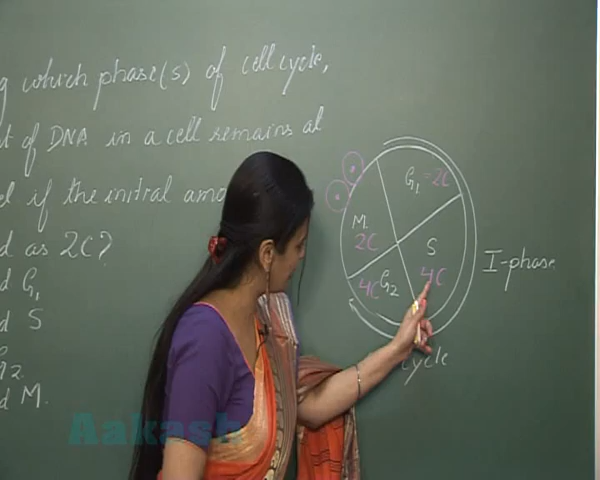 g which phase(s) of cell cycle,
t of DNA in a cell remains at
l if the initial amo
d as 2C?
d G1
d S
G2
d M.
G1 = 2C
M
2C
S
4C
G2
4C
I-phase
cycle
Aakash